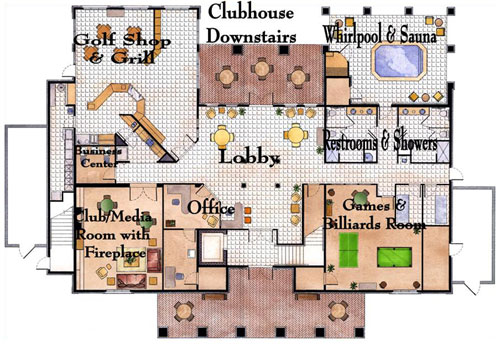 Clubhouse
Downstairs
Golf Shop
& Grill
Whirlpool & Sauna
Business
Center
Lobby
Restrooms & Showers
Club/Media
Room with
Fireplace
Office
Games &
Billiards Room